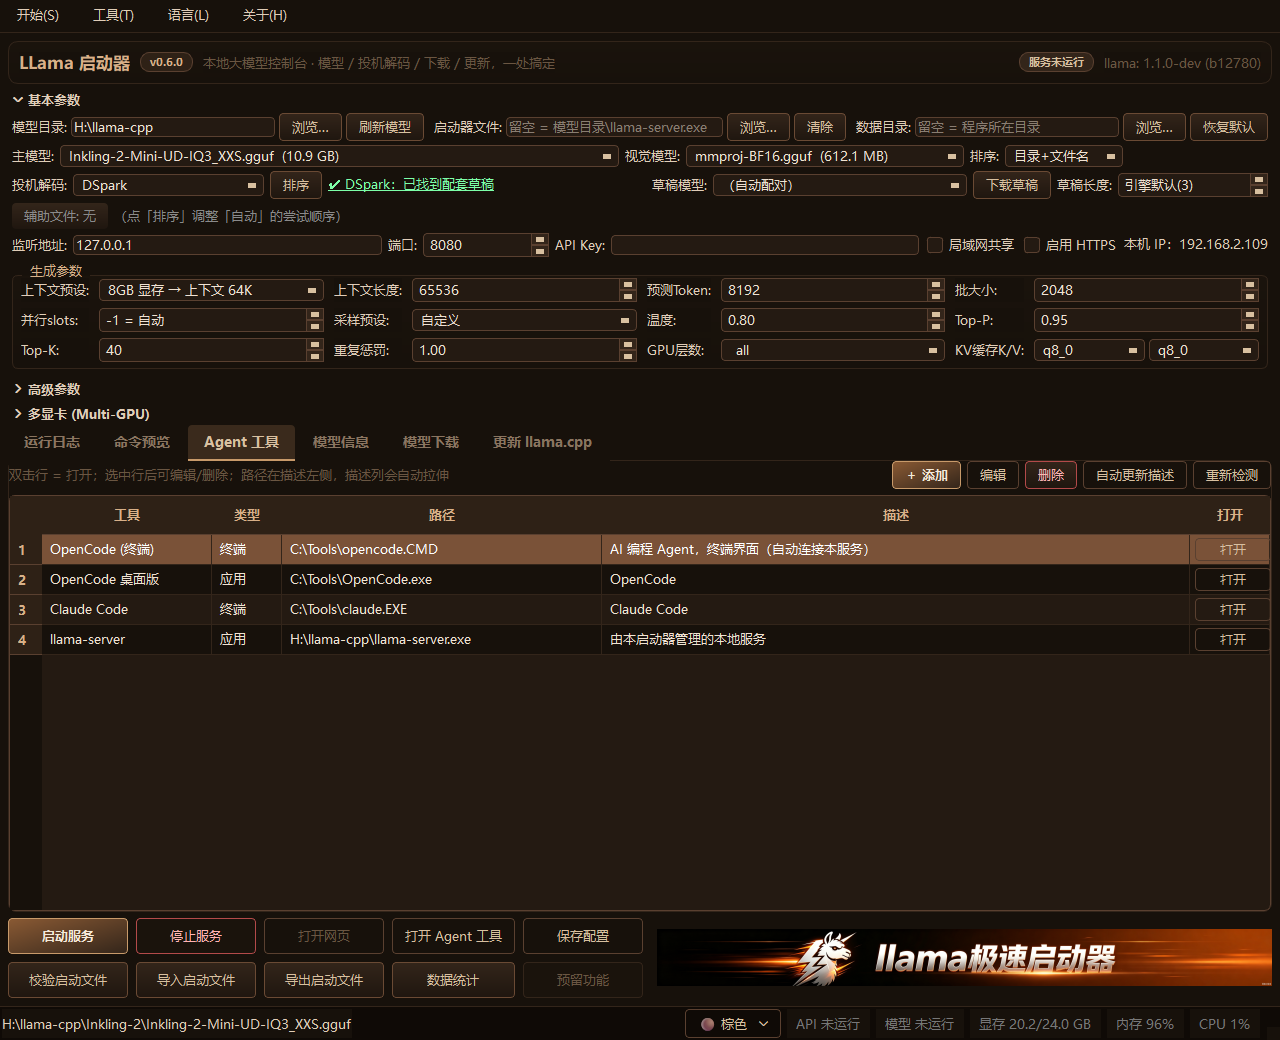 开始(S) 工具(T) 语言(L) 关于(H)
LLama 启动器 v0.6.0 本地大模型控制台 · 模型 / 投机解码 / 下载 / 更新，一处搞定 服务未运行 llama: 1.1.0-dev (b12780)
基本参数
模型目录: H:\llama-cpp 浏览... 刷新模型 启动器文件: 留空 = 模型目录\llama-server.exe 浏览... 清除 数据目录: 留空 = 程序所在目录 浏览... 恢复默认
主模型: Inkling-2-Mini-UD-IQ3_XXS.gguf (10.9 GB) 视觉模型: mmproj-BF16.gguf (612.1 MB) 排序: 目录+文件名
投机解码: DSpark 排序 ✔ DSpark：已找到配套草稿 草稿模型: （自动配对） 下载草稿 草稿长度: 引擎默认(3)
辅助文件: 无 （点「排序」调整「自动」的尝试顺序）
监听地址: 127.0.0.1 端口: 8080 API Key: 局域网共享 启用 HTTPS 本机 IP：192.168.2.109
生成参数
上下文预设: 8GB 显存 → 上下文 64K 上下文长度: 65536 预测Token: 8192 批大小: 2048
并行slots: -1 = 自动 采样预设: 自定义 温度: 0.80 Top-P: 0.95
Top-K: 40 重复惩罚: 1.00 GPU层数: all KV缓存K/V: q8_0 q8_0
高级参数
多显卡 (Multi-GPU)
运行日志 命令预览 Agent 工具 模型信息 模型下载 更新 llama.cpp
双击行 = 打开；选中行后可编辑/删除；路径在描述左侧，描述列会自动拉伸 + 添加 编辑 删除 自动更新描述 重新检测
工具 类型 路径 描述 打开
1 OpenCode (终端) 终端 C:\Tools\opencode.CMD AI 编程 Agent，终端界面（自动连接本服务） 打开
2 OpenCode 桌面版 应用 C:\Tools\OpenCode.exe OpenCode 打开
3 Claude Code 终端 C:\Tools\claude.EXE Claude Code 打开
4 llama-server 应用 H:\llama-cpp\llama-server.exe 由本启动器管理的本地服务 打开
启动服务 停止服务 打开网页 打开 Agent 工具 保存配置
llama极速启动器
校验启动文件 导入启动文件 导出启动文件 数据统计 预留功能
H:\llama-cpp\Inkling-2\Inkling-2-Mini-UD-IQ3_XXS.gguf 棕色 API 未运行 模型 未运行 显存 20.2/24.0 GB 内存 96% CPU 1%